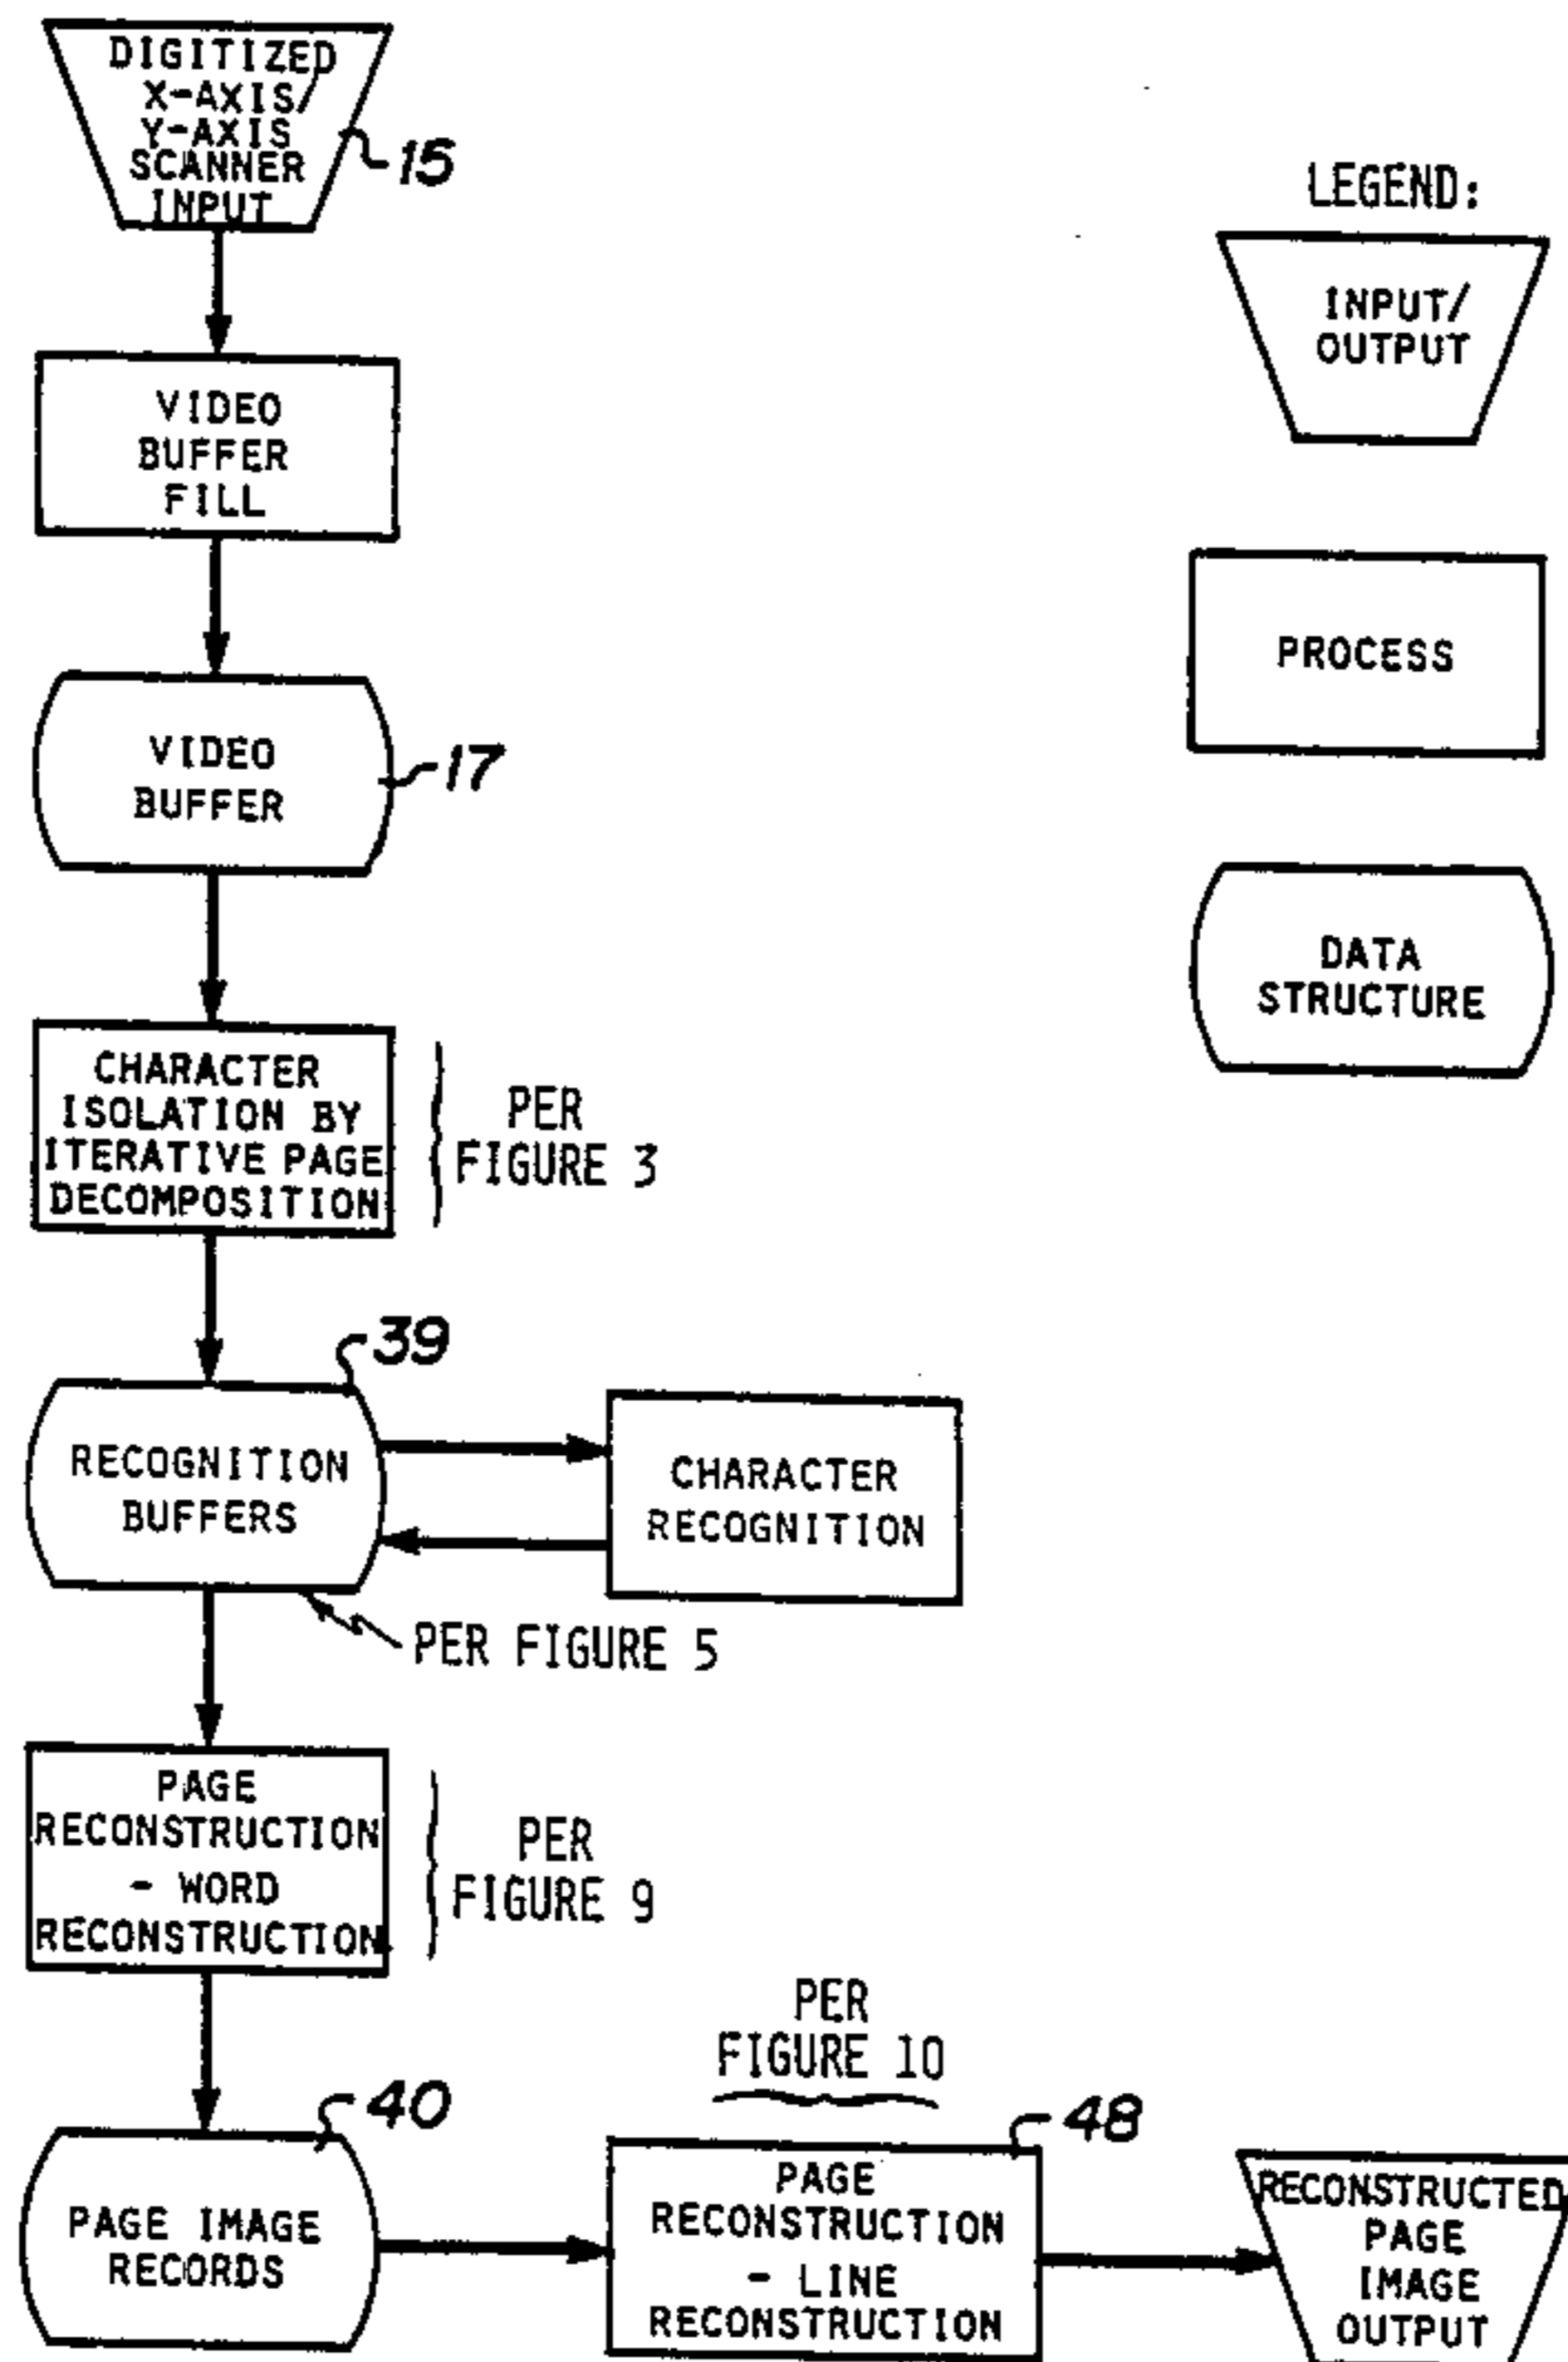 DIGITIZED
X-AXIS/
Y-AXIS
SCANNER
INPUT
15
VIDEO
BUFFER
FILL
VIDEO
BUFFER
17
CHARACTER
ISOLATION BY
ITERATIVE PAGE
DECOMPOSITION
PER
FIGURE 3
39
RECOGNITION
BUFFERS
CHARACTER
RECOGNITION
PER FIGURE 5
PAGE
RECONSTRUCTION
- WORD
RECONSTRUCTION
PER
FIGURE 9
40
PAGE IMAGE
RECORDS
PER
FIGURE 10
48
PAGE
RECONSTRUCTION
- LINE
RECONSTRUCTION
RECONSTRUCTED
PAGE
IMAGE
OUTPUT
LEGEND:
INPUT/
OUTPUT
PROCESS
DATA
STRUCTURE